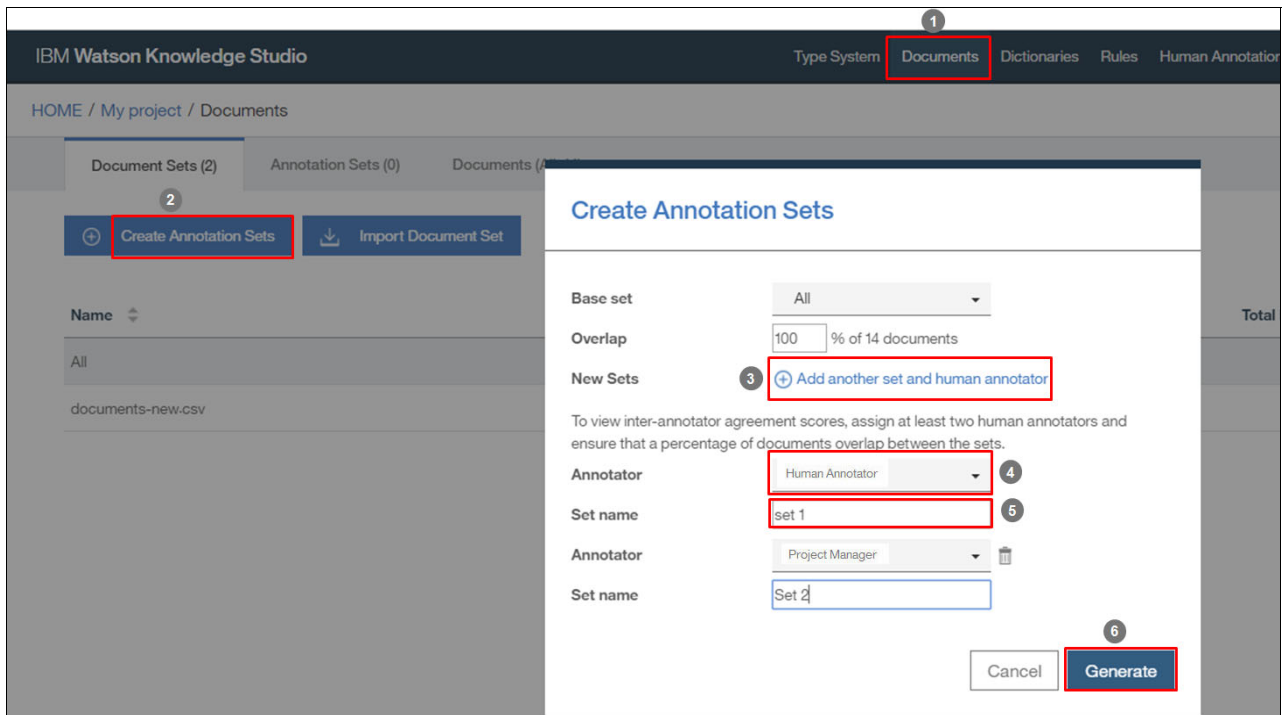 1
IBM Watson Knowledge Studio Type System Documents Dictionaries Rules Human Annotation
HOME / My project / Documents
Document Sets (2) Annotation Sets (0) Documents
2
Create Annotation Sets Import Document Set
Name Total
All
documents-new.csv
Create Annotation Sets
Base set All
Overlap 100 % of 14 documents
New Sets 3 Add another set and human annotator
To view inter-annotator agreement scores, assign at least two human annotators and
ensure that a percentage of documents overlap between the sets.
Annotator Human Annotator 4
Set name set 1 5
Annotator Project Manager
Set name Set 2
6
Cancel Generate